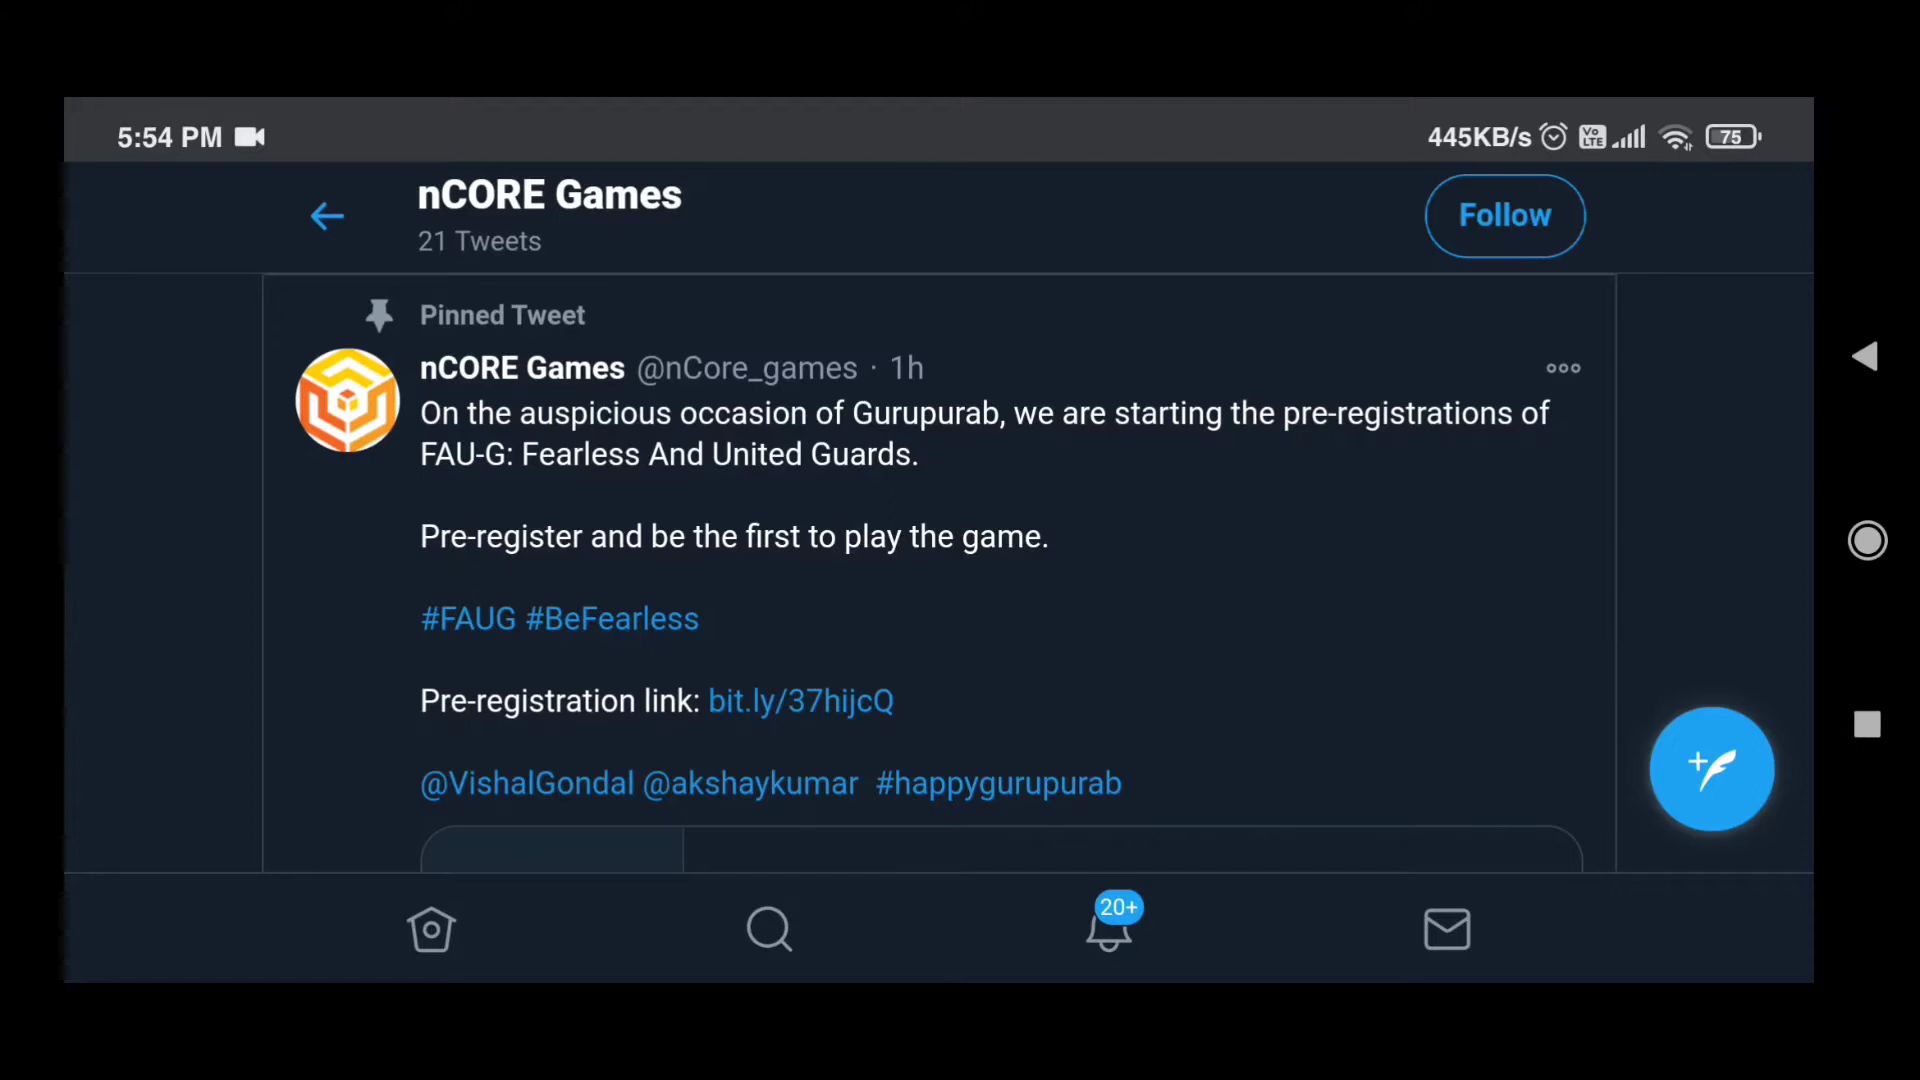 5:54 PM
445KB/s Vo LTE 75
nCORE Games
21 Tweets
Follow
Pinned Tweet
nCORE Games @nCore_games · 1h
On the auspicious occasion of Gurupurab, we are starting the pre-registrations of
FAU-G: Fearless And United Guards.
Pre-register and be the first to play the game.
#FAUG #BeFearless
Pre-registration link: bit.ly/37hijcQ
@VishalGondal @akshaykumar #happygurupurab
20+